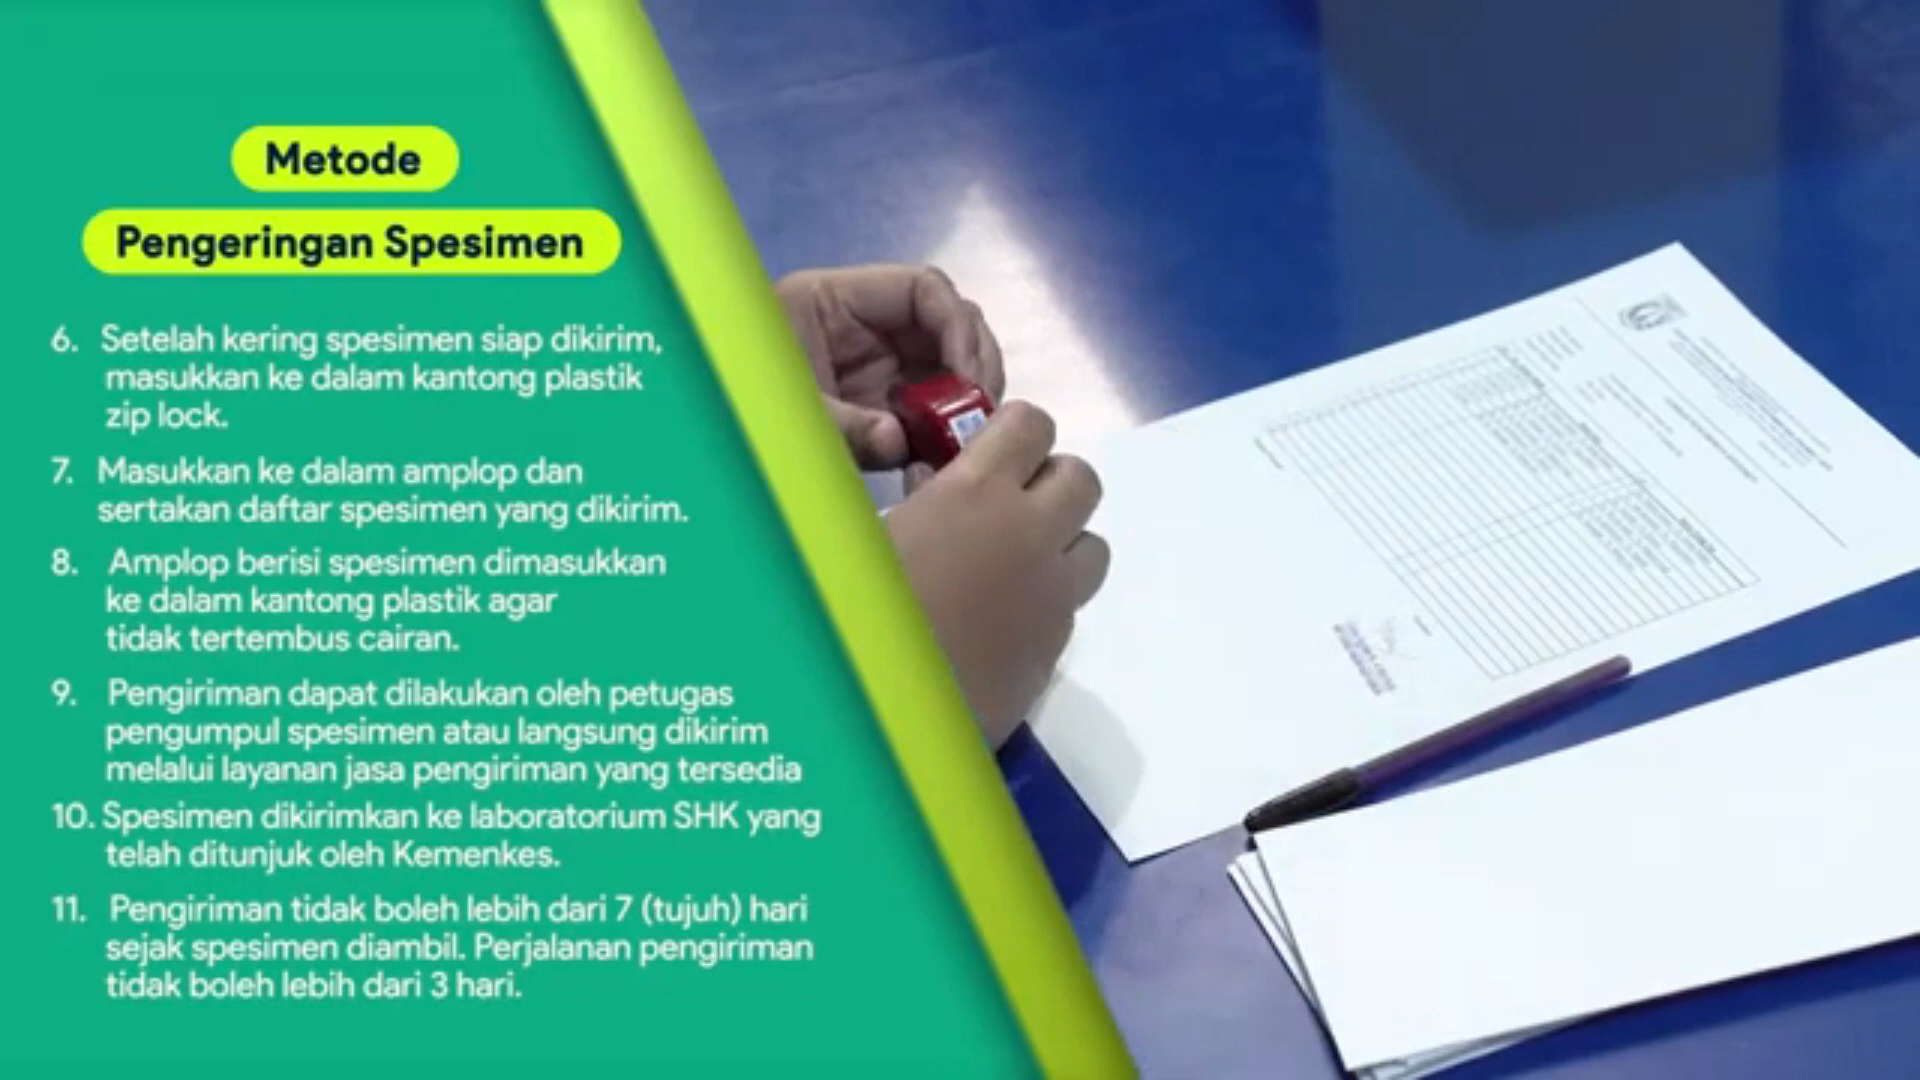 Metode
Pengeringan Spesimen
6. Setelah kering spesimen siap dikirim,
masukkan ke dalam kantong plastik
zip lock.
7. Masukkan ke dalam amplop dan
sertakan daftar spesimen yang dikirim.
8. Amplop berisi spesimen dimasukkan
ke dalam kantong plastik agar
tidak tertembus cairan.
9. Pengiriman dapat dilakukan oleh petugas
pengumpul spesimen atau langsung dikirim
melalui layanan jasa pengiriman yang tersedia
10. Spesimen dikirimkan ke laboratorium SHK yang
telah ditunjuk oleh Kemenkes.
11. Pengiriman tidak boleh lebih dari 7 (tujuh) hari
sejak spesimen diambil. Perjalanan pengiriman
tidak boleh lebih dari 3 hari.